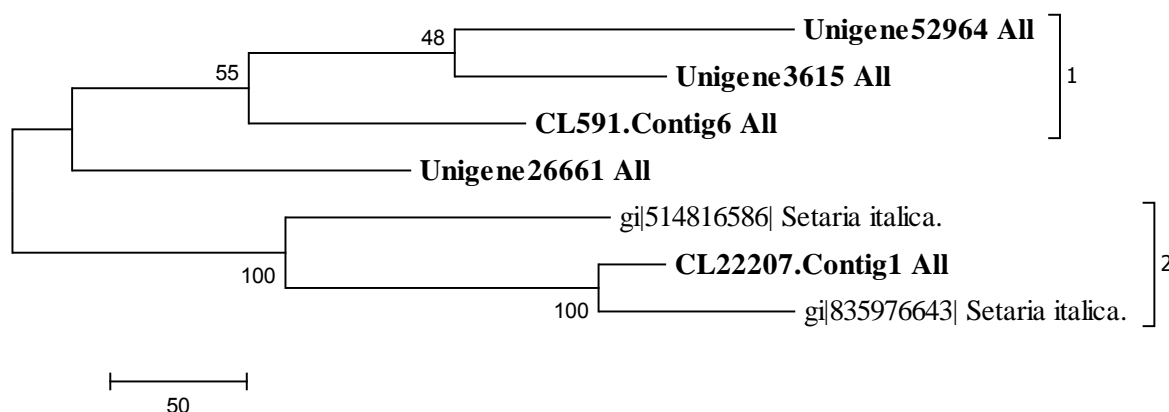 Unigene52964 All
48
Unigene3615 All
55
1
CL591.Contig6 All
Unigene26661 All
gi|514816586| Setaria italica.
CL22207.Contig1 All
2
100
gi|835976643| Setaria italica.
100
50